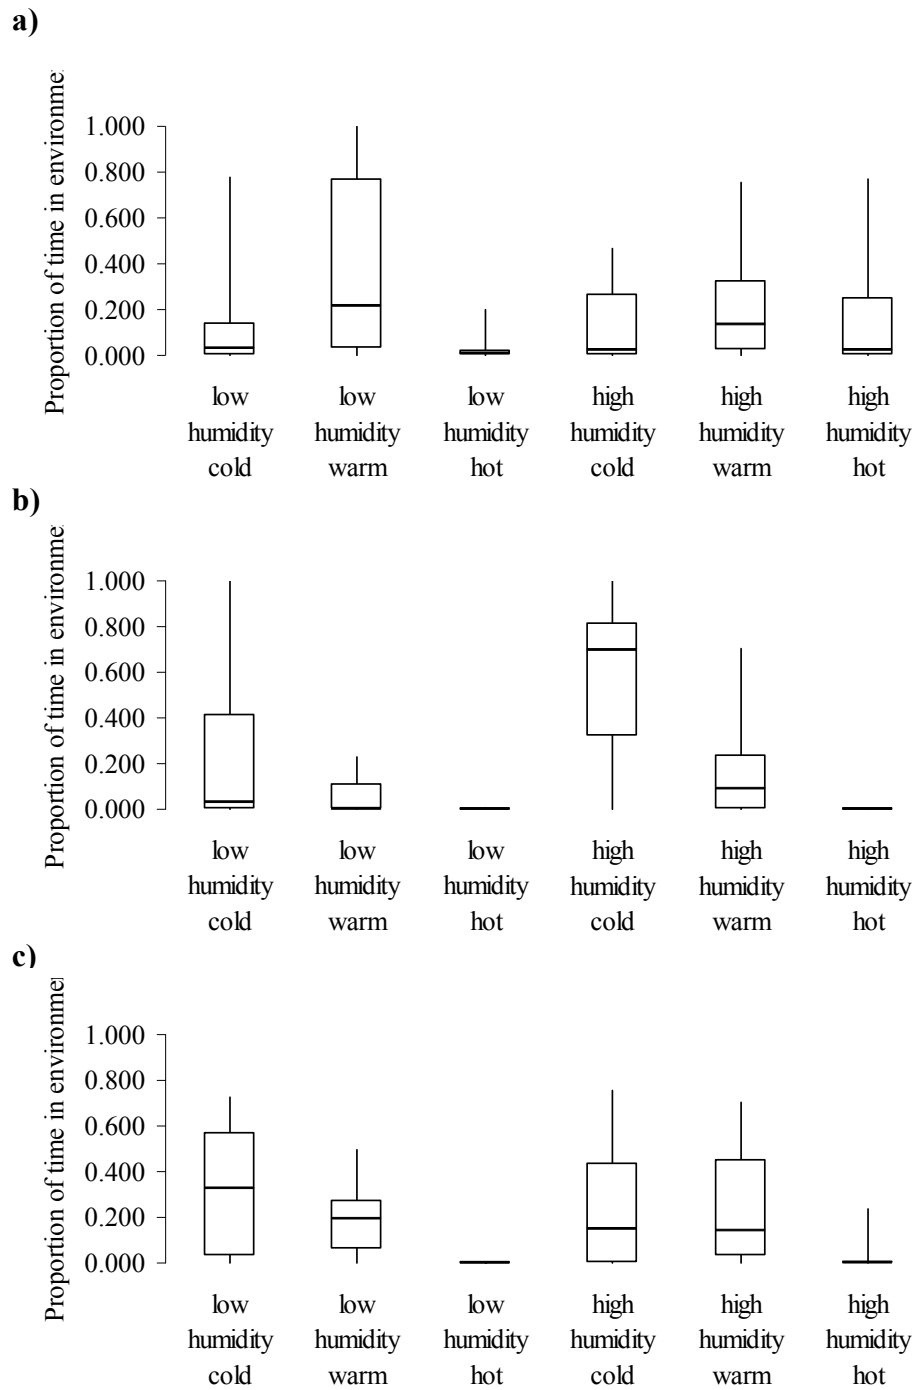 a)
Proportion of time in environme
1.000
0.800
0.600
0.400
0.200
0.000
low low low high high high
humidity humidity humidity humidity humidity humidity
cold warm hot cold warm hot
b)
Proportion of time in environme
1.000
0.800
0.600
0.400
0.200
0.000
low low low high high high
humidity humidity humidity humidity humidity humidity
cold warm hot cold warm hot
c)
Proportion of time in environme
1.000
0.800
0.600
0.400
0.200
0.000
low low low high high high
humidity humidity humidity humidity humidity humidity
cold warm hot cold warm hot